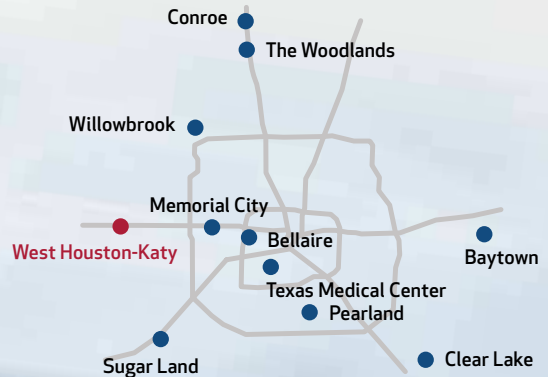 Conroe
The Woodlands
Willowbrook
Memorial City
West Houston-Katy
Bellaire
Baytown
Texas Medical Center
Pearland
Sugar Land
Clear Lake